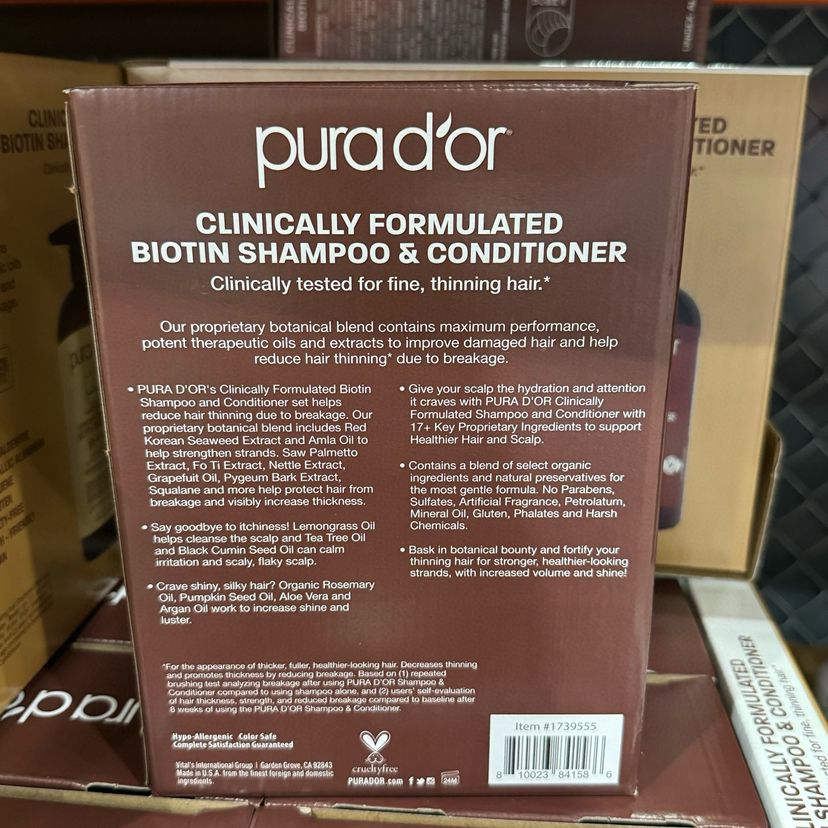 pura d'or®
CLINICALLY FORMULATED
BIOTIN SHAMPOO & CONDITIONER
Clinically tested for fine, thinning hair.*
Our proprietary botanical blend contains maximum performance,
potent therapeutic oils and extracts to improve damaged hair and help
reduce hair thinning* due to breakage.
• PURA D'OR's Clinically Formulated Biotin
Shampoo and Conditioner set helps
reduce hair thinning due to breakage. Our
proprietary botanical blend includes Red
Korean Seaweed Extract and Amla Oil to
help strengthen strands. Saw Palmetto
Extract, Fo Ti Extract, Nettle Extract,
Grapefuit Oil, Pygeum Bark Extract,
Squalane and more help protect hair from
breakage and visibly increase thickness.
• Say goodbye to itchiness! Lemongrass Oil
helps cleanse the scalp and Tea Tree Oil
and Black Cumin Seed Oil can calm
irritation and scaly, flaky scalp.
• Crave shiny, silky hair? Organic Rosemary
Oil, Pumpkin Seed Oil, Aloe Vera and
Argan Oil work to increase shine and
luster.
• Give your scalp the hydration and attention
it craves with PURA D'OR Clinically
Formulated Shampoo and Conditioner with
17+ Key Proprietary Ingredients to support
Healthier Hair and Scalp.
• Contains a blend of select organic
ingredients and natural preservatives for
the most gentle formula. No Parabens,
Sulfates, Artificial Fragrance, Petrolatum,
Mineral Oil, Gluten, Phalates and Harsh
Chemicals.
• Bask in botanical bounty and fortify your
thinning hair for stronger, healthier-looking
strands, with increased volume and shine!
*For the appearance of thicker, fuller, healthier-looking hair. Decreases thinning
and promotes thickness by reducing breakage. Based on (1) repeated
brushing test analyzing breakage after using PURA D'OR Shampoo &
Conditioner compared to using shampoo alone, and (2) users' self-evaluation
of hair thickness, strength, and reduced breakage compared to baseline after
8 weeks of using the PURA D'OR Shampoo & Conditioner.
Hypo-Allergenic Color Safe
Complete Satisfaction Guaranteed
Vital's International Group | Garden Grove, CA 92843
Made in U.S.A. from the finest foreign and domestic
ingredients.
crueltyfree
PURADOR.com
24M
Item #1739555
8 10023 84158 6
TED
TIONER
CLINIC
BIOTIN SHA
pura
INICALLY FORMULATED
SHAMPOO & CONDITIONER